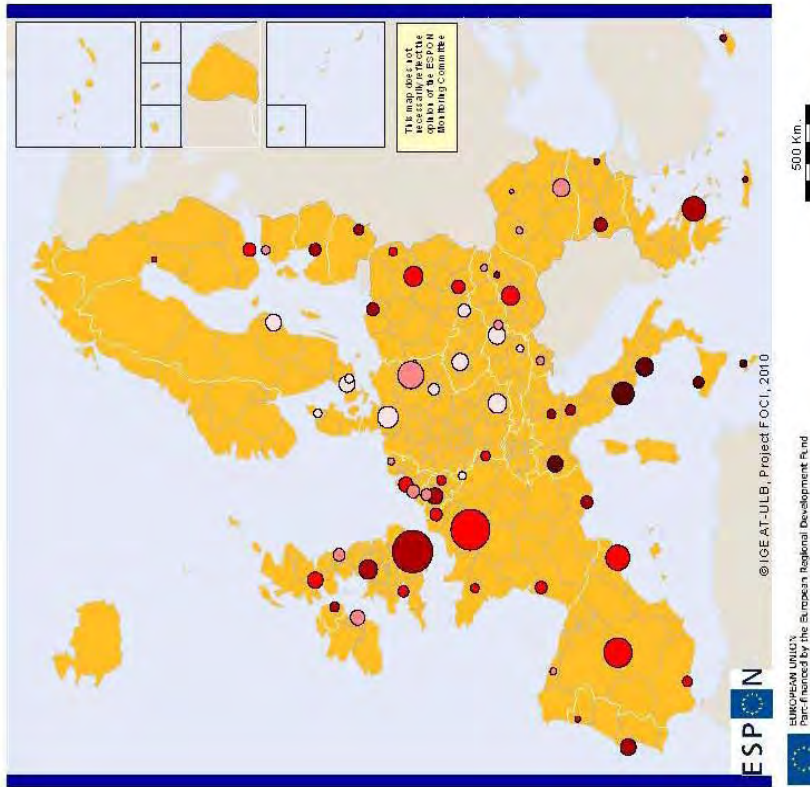 This map does not
necessarily reflect the
opinion of the ESPON
Monitoring Committee
© IGEAT-ULB, Project FOCI, 2010
500 Km.
ESPON
EUROPEAN UNION
Part-financed by the European Regional Development Fund